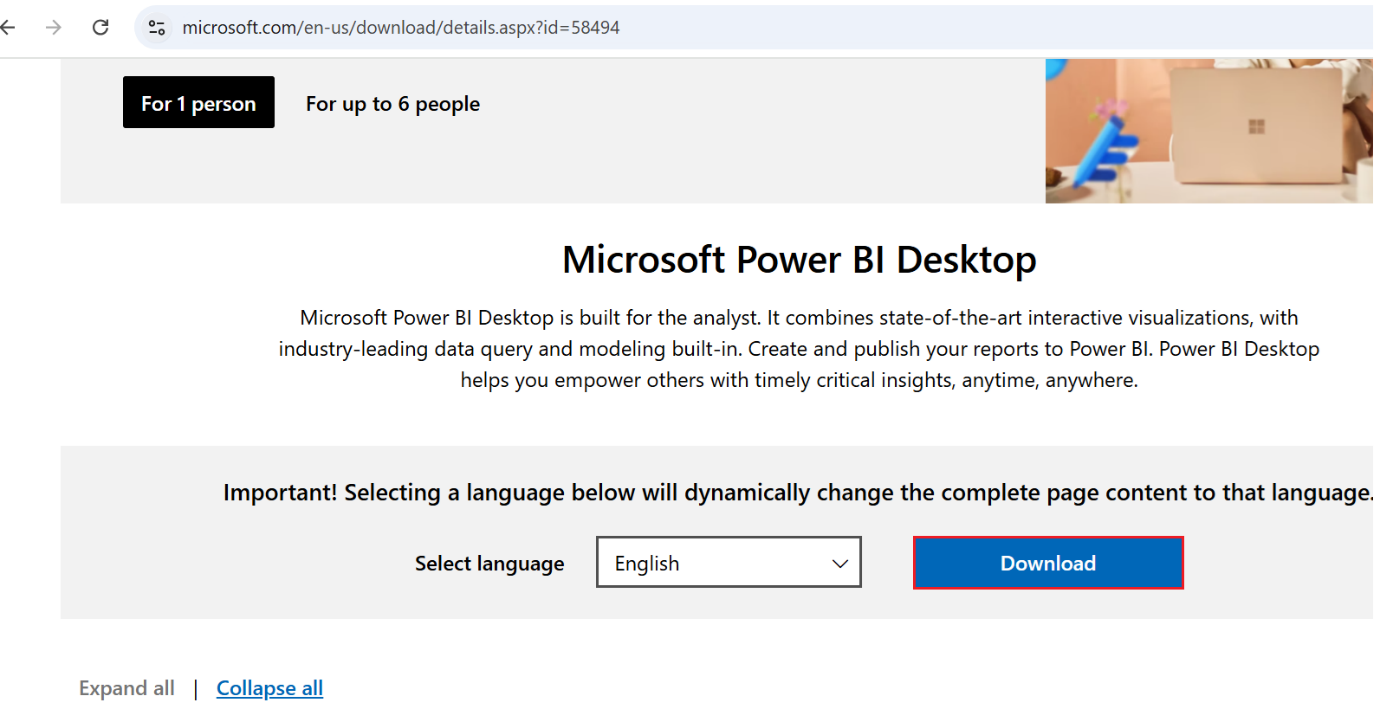 microsoft.com/en-us/download/details.aspx?id=58494
For 1 person For up to 6 people
Microsoft Power BI Desktop
Microsoft Power BI Desktop is built for the analyst. It combines state-of-the-art interactive visualizations, with
industry-leading data query and modeling built-in. Create and publish your reports to Power BI. Power BI Desktop
helps you empower others with timely critical insights, anytime, anywhere.
Important! Selecting a language below will dynamically change the complete page content to that language.
Select language English Download
Expand all | Collapse all